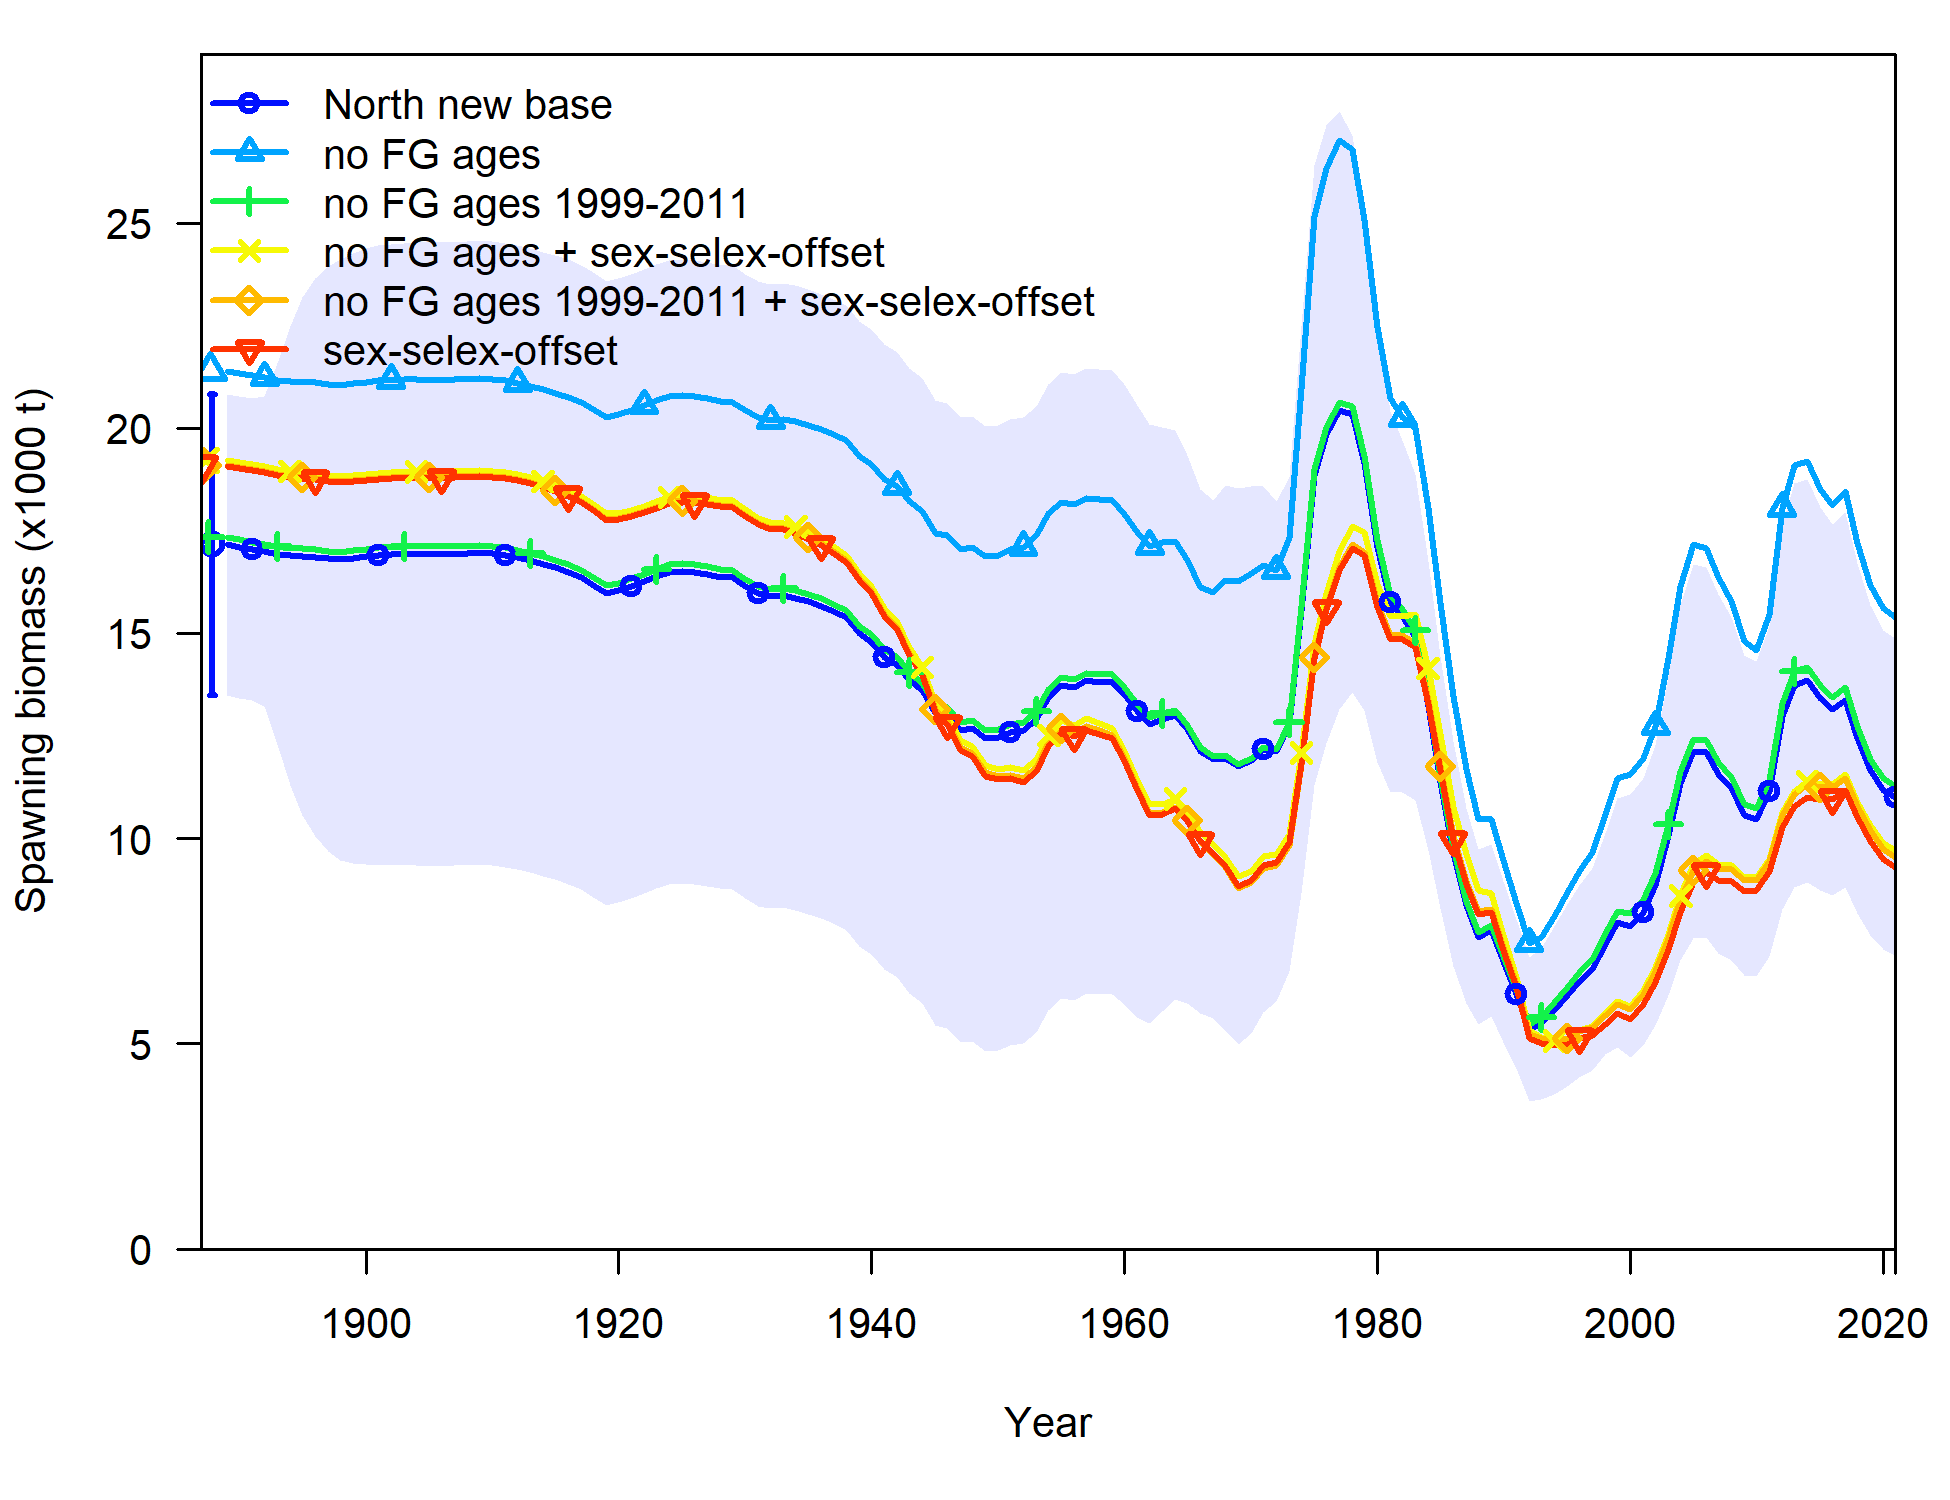 North new base
no FG ages
no FG ages 1999-2011
no FG ages + sex-selex-offset
no FG ages 1999-2011 + sex-selex-offset
sex-selex-offset
Spawning biomass (x1000 t)
25
20
15
10
5
0
1900 1920 1940 1960 1980 2000 2020
Year